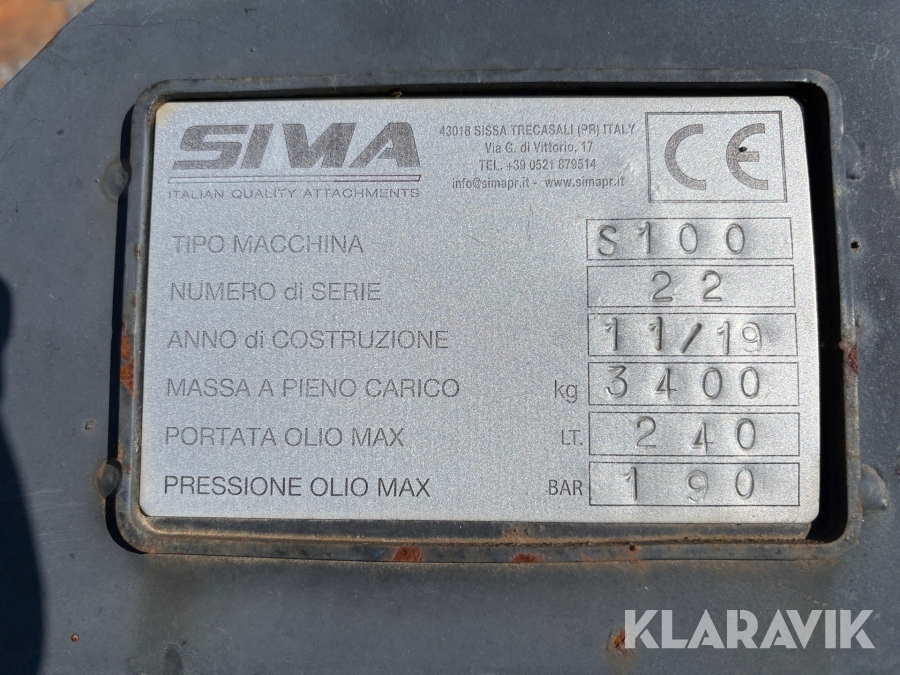 SIMA
ITALIAN QUALITY ATTACHMENTS
43018 SISSA TRECASALI (PR) ITALY
Via G. di Vittorio, 17
TEL. +39 0521 879514
info@simapr.it - www.simapr.it
CE
TIPO MACCHINA S100
NUMERO di SERIE 22
ANNO di COSTRUZIONE 11/19
MASSA A PIENO CARICO kg 3400
PORTATA OLIO MAX LT. 240
PRESSIONE OLIO MAX BAR 190
KLARAVIK